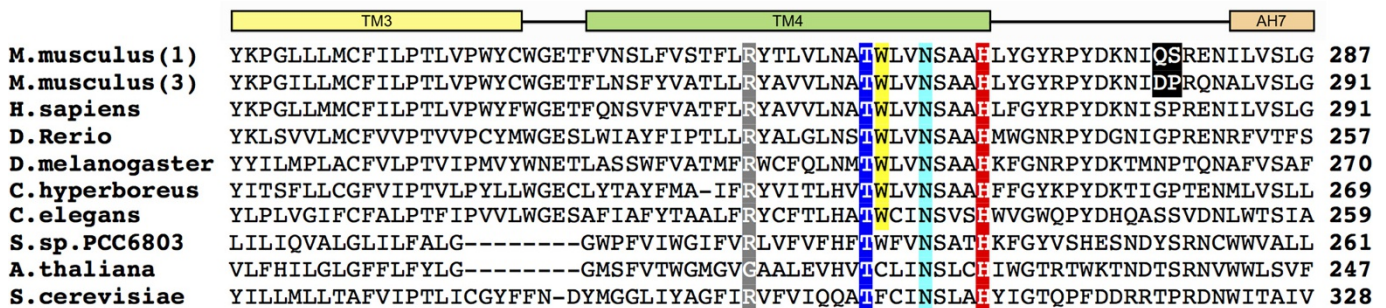 TM3 TM4 AH7
M.musculus(1) YKPGLLLMCFILPTLVPWYCWGETFVNSLFVSTFLRYTLVLNATWLVNSAAHLYGYRPYDKNIQSRENILVSLG 287
M.musculus(3) YKPGILLMCFILPTLVPWYCWGETFLNSFYVATLLRYAVVLNATWLVNSAAHLYGYRPYDKNIDPRQNALVSLG 291
H.sapiens YKPGLLMMCFILPTLVPWYFWGETFQNSVFVATFLRYAVVLNATWLVNSAAHLFGYRPYDKNISPRENILVSLG 291
D.Rerio YKLSVVLMCFVVPTVVPCYMWGESLWIAYFIPTLLRYALGLNSTWLVNSAAHMWGNRPYDGNIGPRENRFVTFS 257
D.melanogaster YYILMPLACFVLPTVIPMVYWNETLASSWFVATMFRWCFQLNMTWLVNSAAHKFGNRPYDKTMNPTQNAFVSAF 270
C.hyperboreus YITSFLLCGFVIPTVLPYLLWGECLYTAYFMA-IFRYVITLHVTWLVNSAAHFFGYKPYDKTIGPTENMLVSLL 269
C.elegans YLPLVGIFCFALPTFIPVVLWGESAFIAFYTAALFRYCFTLHATWCINSVSHWVGWQPYDHQASSVDNLWTSIA 259
S.sp.PCC6803 LILIQVALGLILFALG--------GWPFVIWGIFVRLVFVFHFTWFVNSATHKFGYVSHESNDYSRNCWWVALL 261
A.thaliana VLFHILGLGFFLFYLG--------GMSFVTWGMGVGAALEVHVTCLINSLCHIWGTRTWKTNDTSRNVWWLSVF 247
S.cerevisiae YILLMLLTAFVIPTLICGYFFN-DYMGGLIYAGFIRVFVIQQATFCINSLAHYIGTQPFDDRRTPRDNWITAIV 328